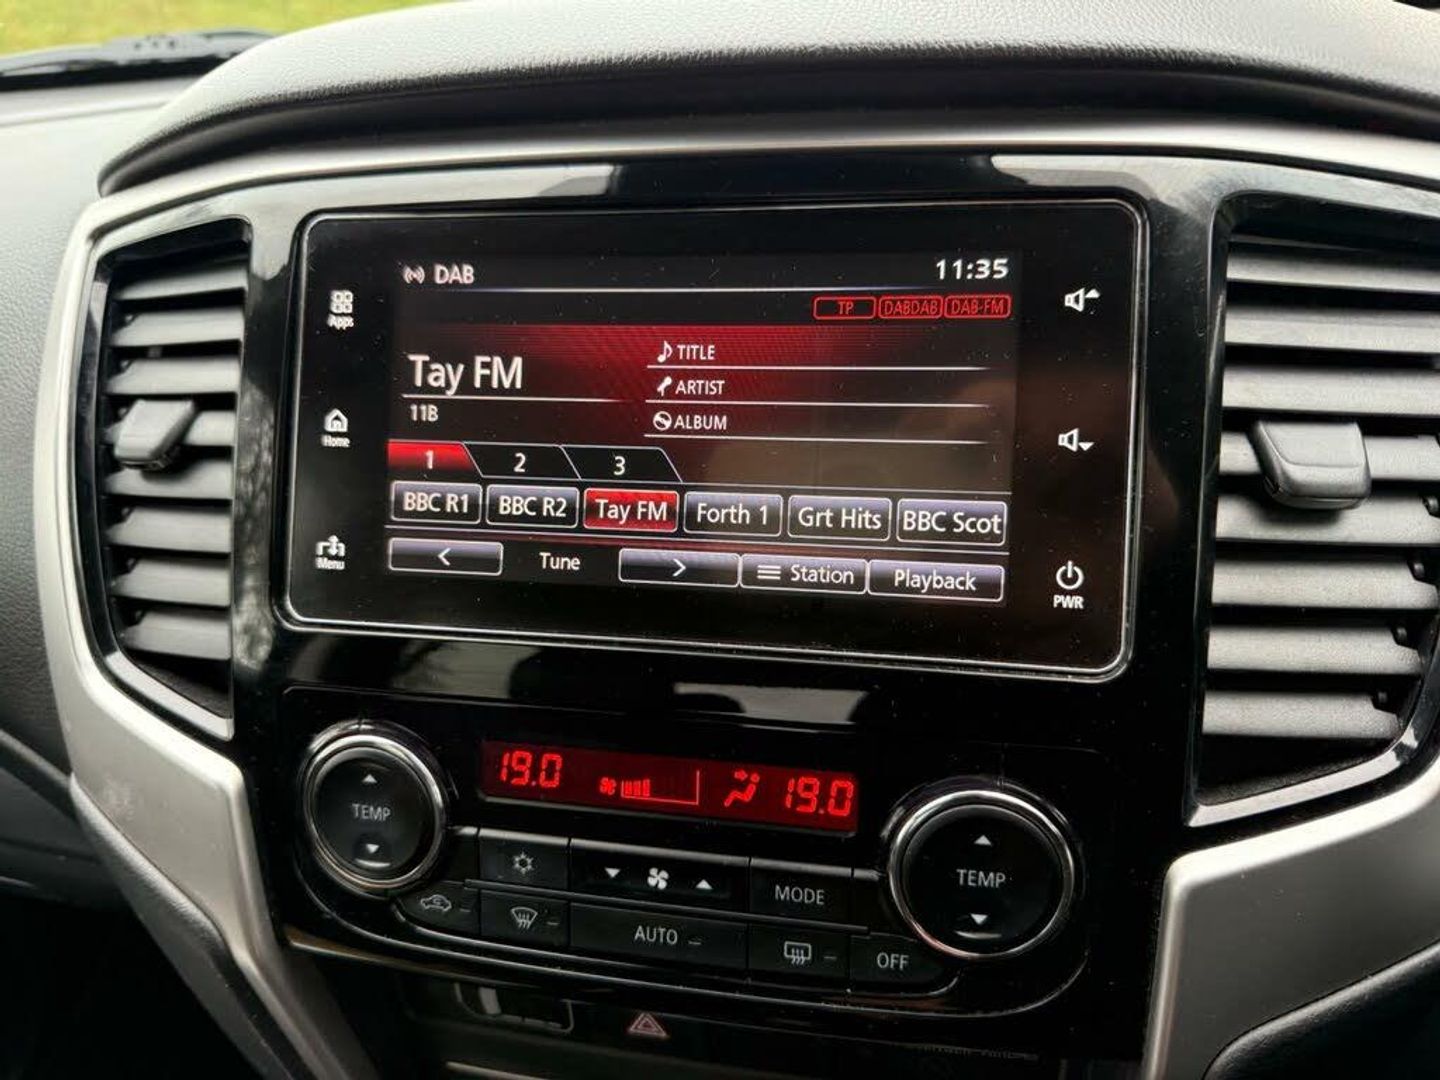 DAB
11:35
TP DABDAB DAB-FM
Apps
Tay FM
TITLE
ARTIST
11B
ALBUM
Home
1 2 3
BBC R1 BBC R2 Tay FM Forth 1 Grt Hits BBC Scot
< Tune > Station Playback
Menu
PWR
19.0 19.0
TEMP
TEMP
MODE
AUTO
OFF